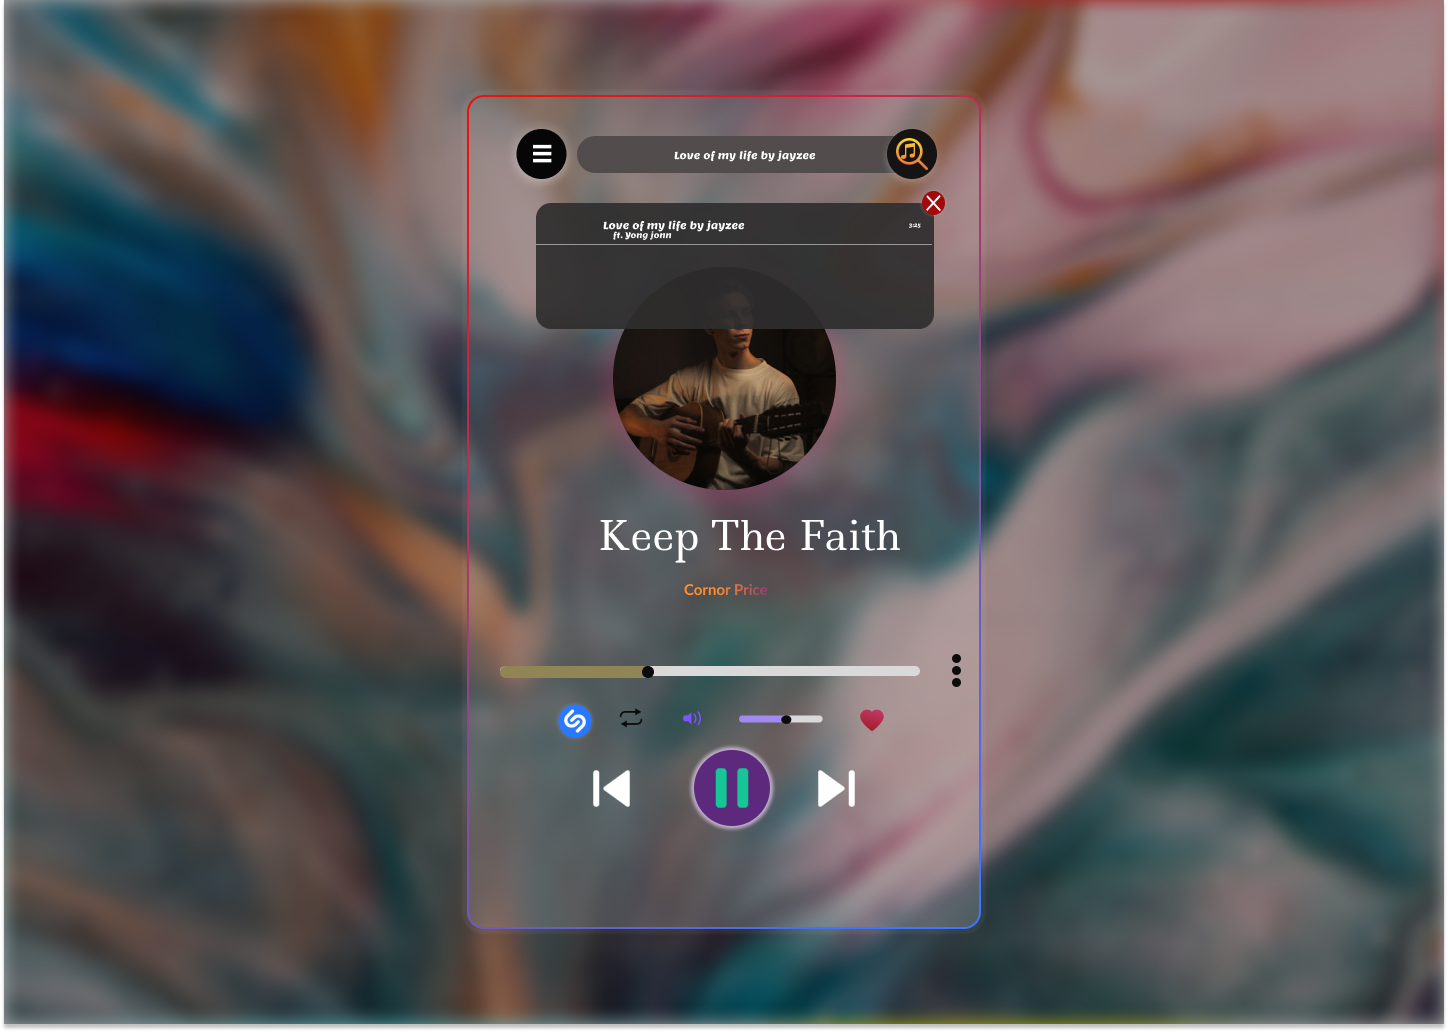 Love of my life by jayzee
Love of my life by jayzee
3:25
ft. Yong jonn
Keep The Faith
Cornor Price